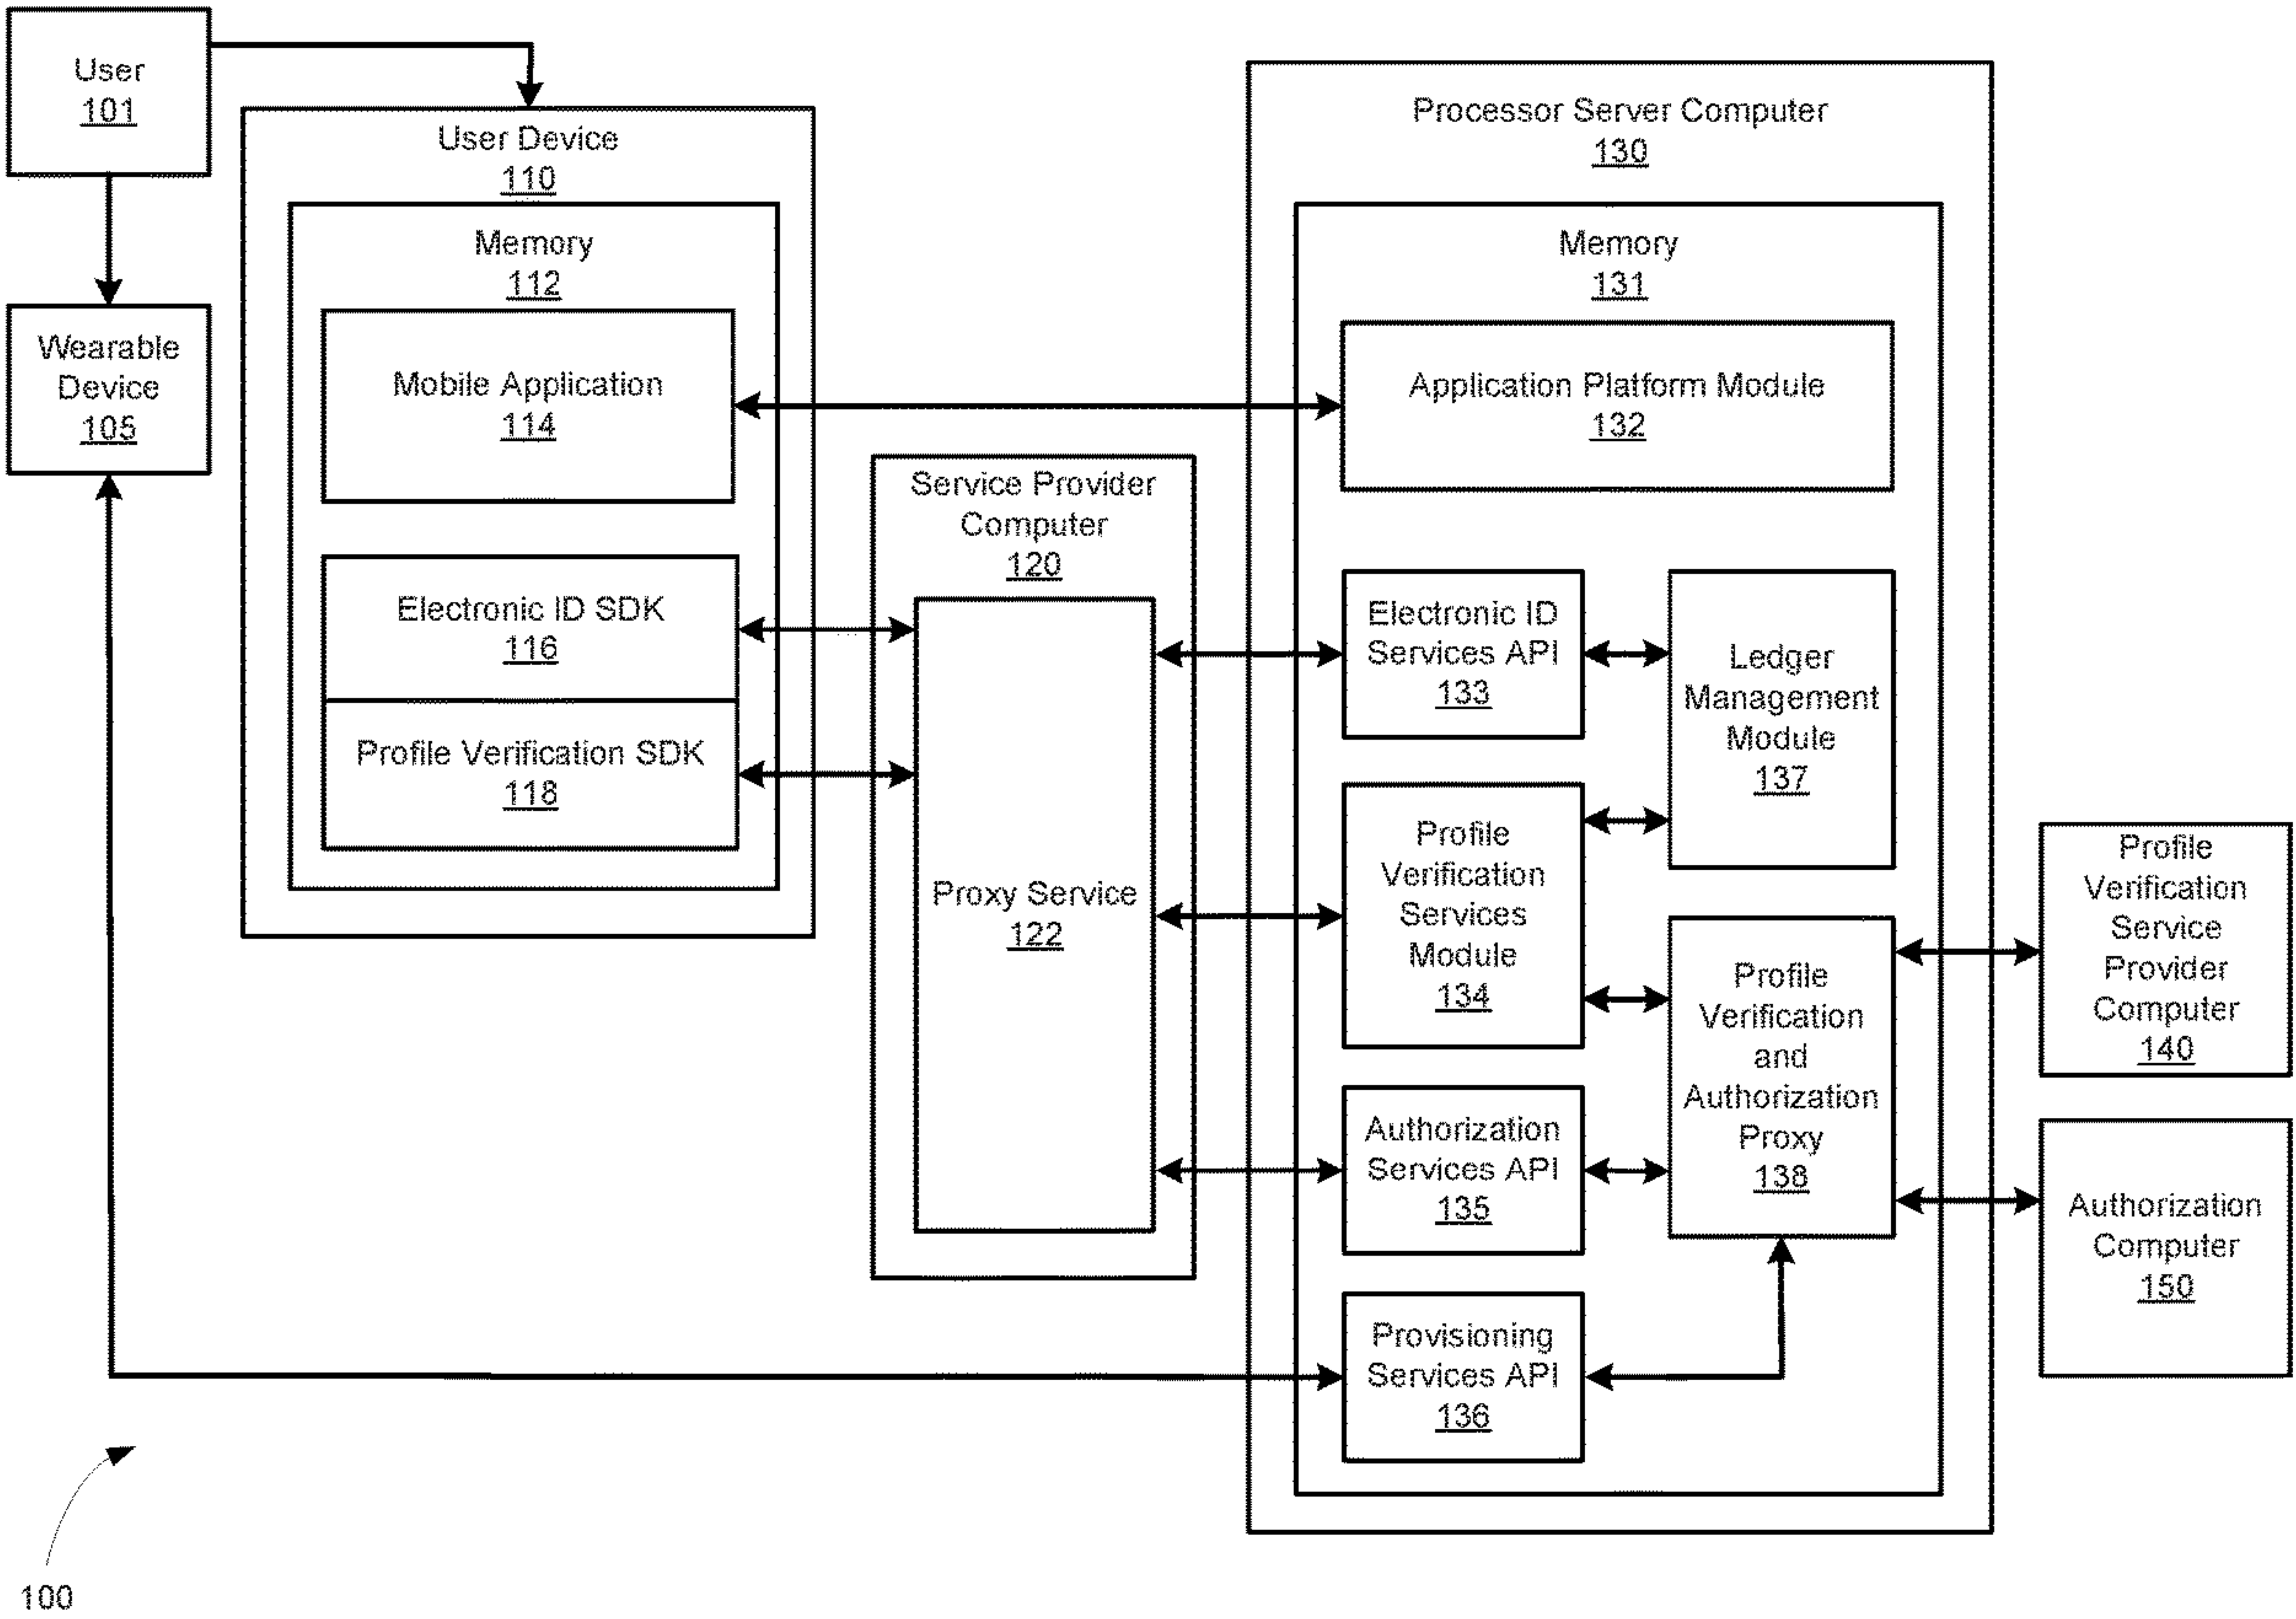 User
101
Wearable
Device
105
User Device
110
Memory
112
Mobile Application
114
Electronic ID SDK
116
Profile Verification SDK
118
Service Provider
Computer
120
Proxy Service
122
Processor Server Computer
130
Memory
131
Application Platform Module
132
Electronic ID
Services API
133
Ledger
Management
Module
137
Profile
Verification
Services
Module
134
Profile
Verification
and
Authorization
Proxy
138
Authorization
Services API
135
Provisioning
Services API
136
Profile
Verification
Service
Provider
Computer
140
Authorization
Computer
150
100